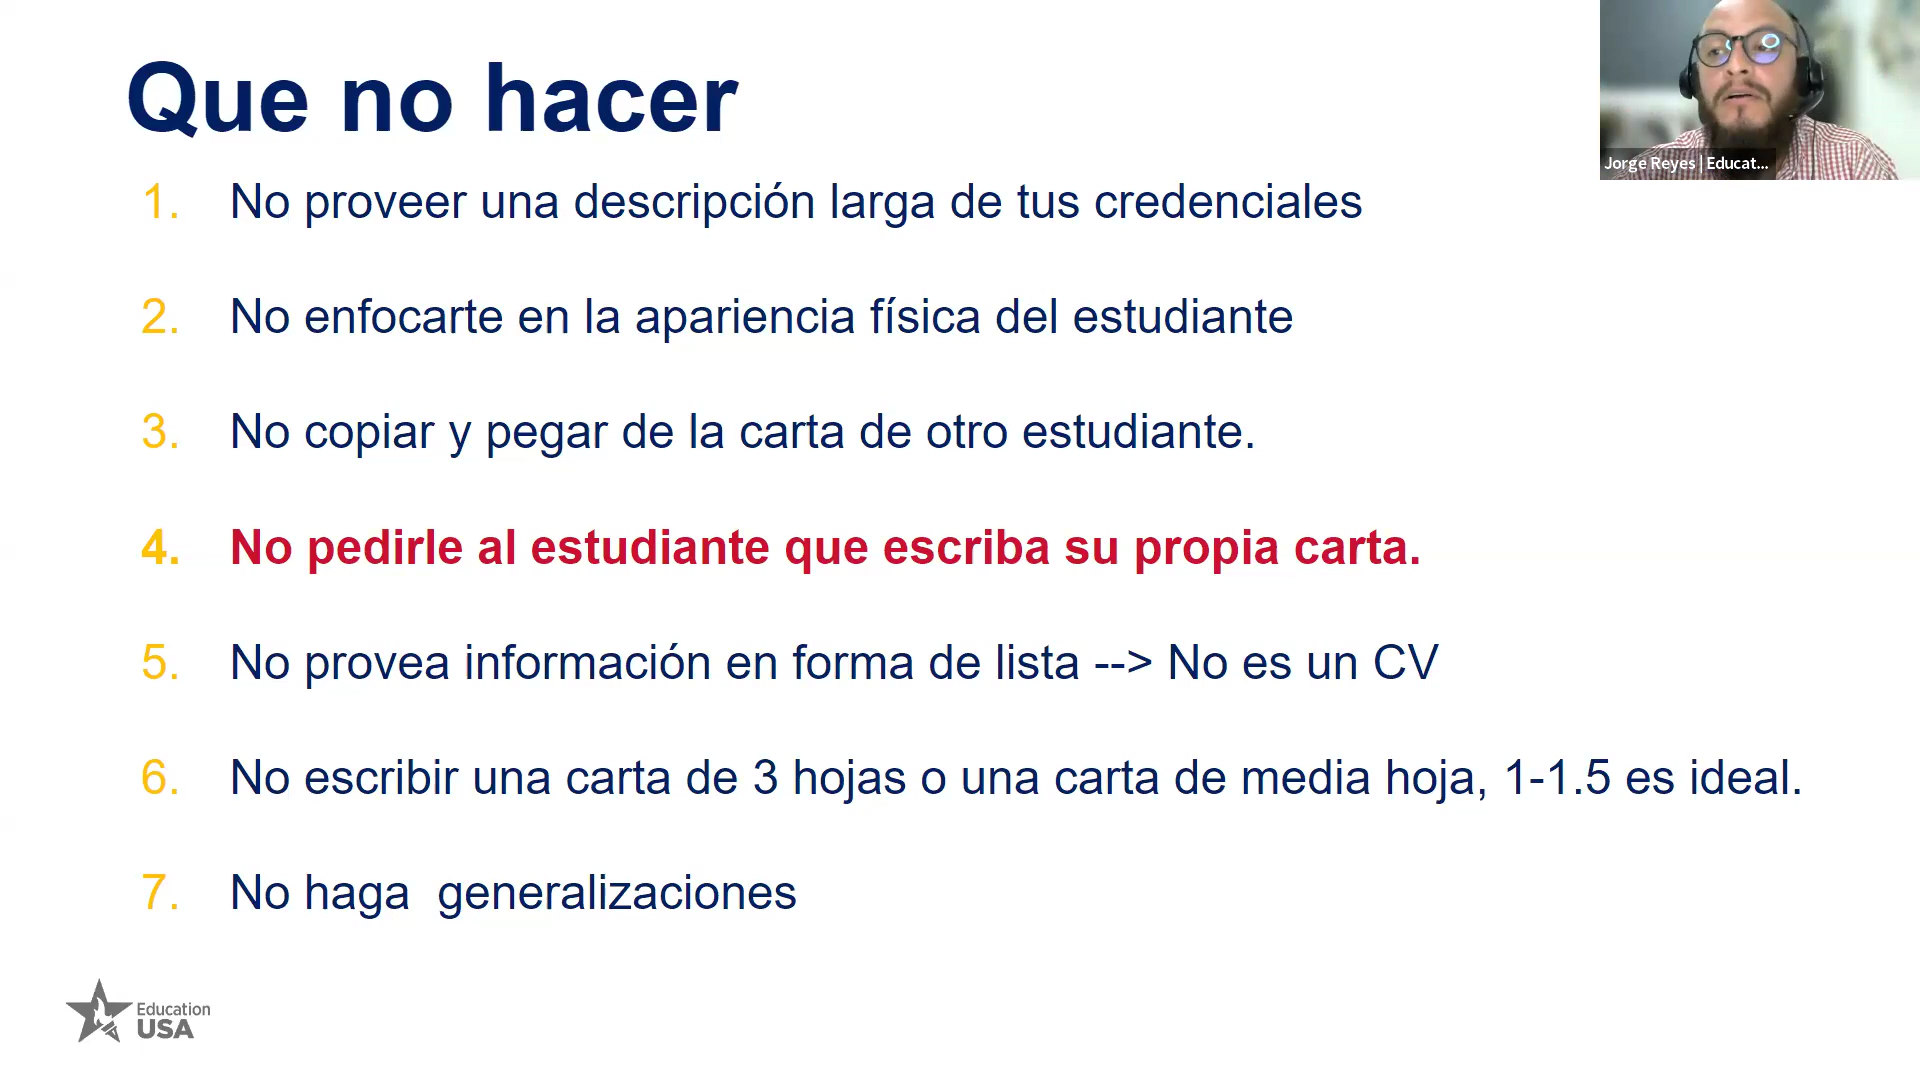 Que no hacer
Jorge Reyes | Educat...
1. No proveer una descripción larga de tus credenciales
2. No enfocarte en la apariencia física del estudiante
3. No copiar y pegar de la carta de otro estudiante.
4. No pedirle al estudiante que escriba su propia carta.
5. No provea información en forma de lista --> No es un CV
6. No escribir una carta de 3 hojas o una carta de media hoja, 1-1.5 es ideal.
7. No haga  generalizaciones
Education
USA